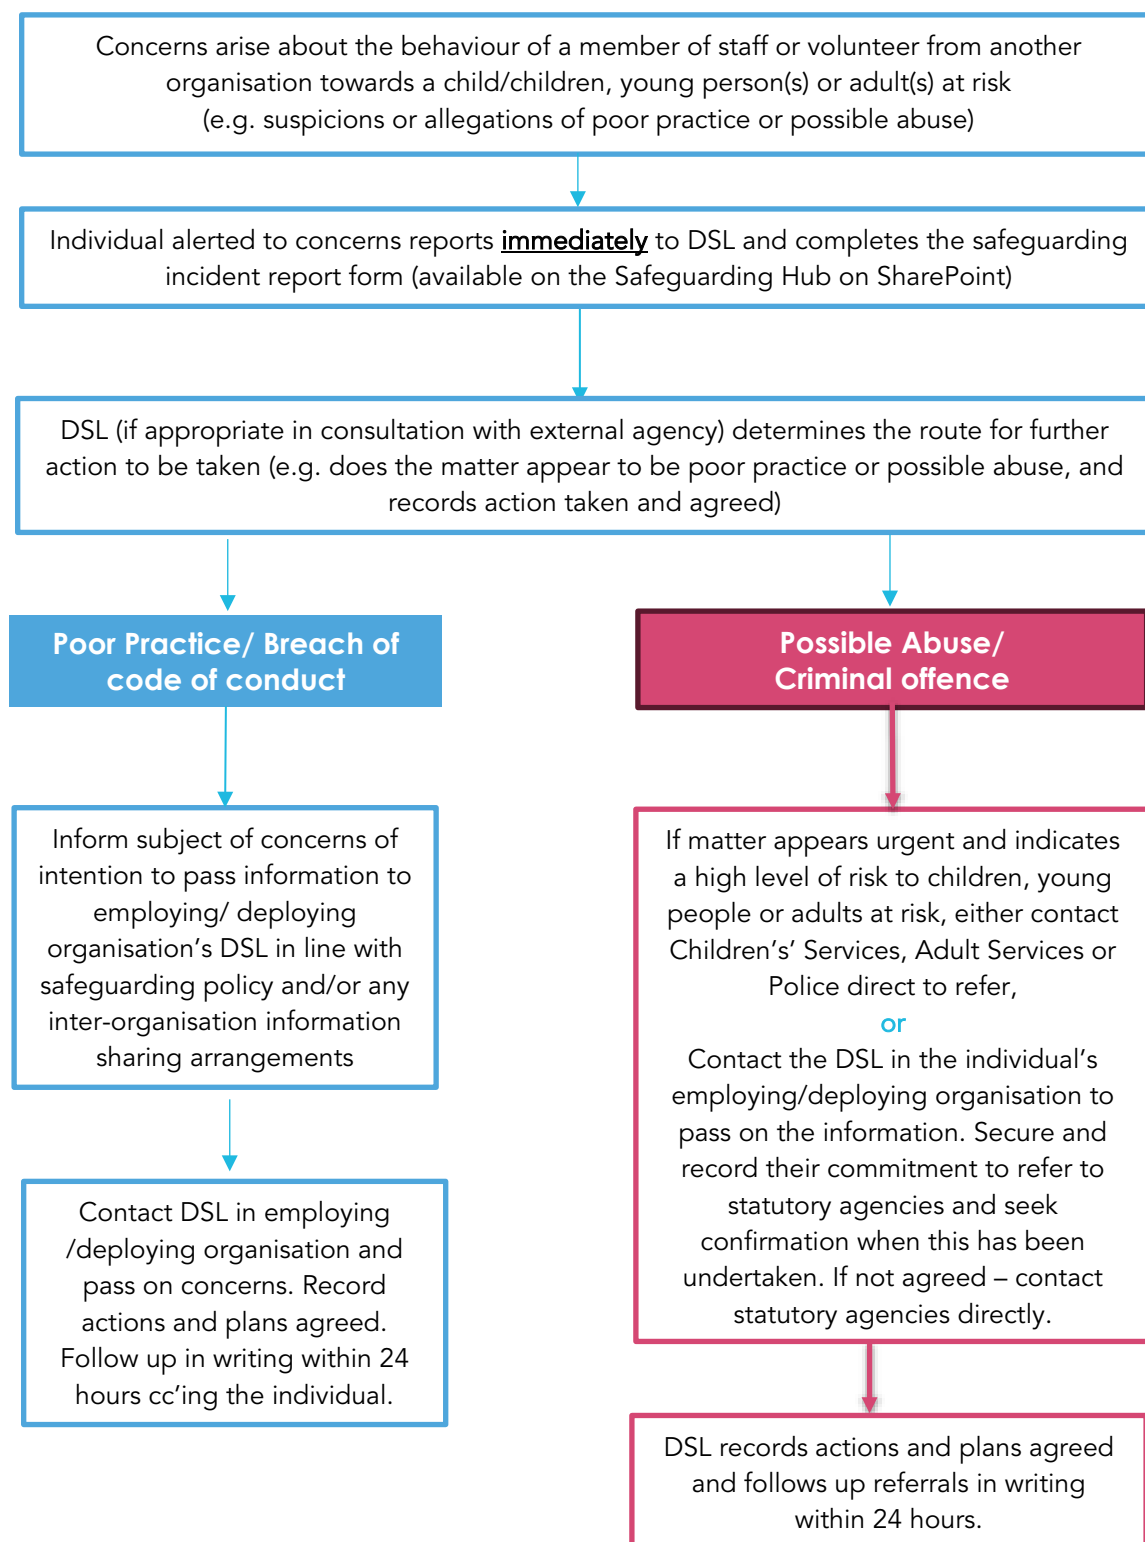 Concerns arise about the behaviour of a member of staff or volunteer from another
organisation towards a child/children, young person(s) or adult(s) at risk
(e.g. suspicions or allegations of poor practice or possible abuse)
Individual alerted to concerns reports immediately to DSL and completes the safeguarding
incident report form (available on the Safeguarding Hub on SharePoint)
DSL (if appropriate in consultation with external agency) determines the route for further
action to be taken (e.g. does the matter appear to be poor practice or possible abuse, and
records action taken and agreed)
Poor Practice/ Breach of
code of conduct
Inform subject of concerns of
intention to pass information to
employing/ deploying
organisation's DSL in line with
safeguarding policy and/or any
inter-organisation information
sharing arrangements
Contact DSL in employing
/deploying organisation and
pass on concerns. Record
actions and plans agreed.
Follow up in writing within 24
hours cc'ing the individual.
Possible Abuse/
Criminal offence
If matter appears urgent and indicates
a high level of risk to children, young
people or adults at risk, either contact
Children's' Services, Adult Services or
Police direct to refer,
or
Contact the DSL in the individual's
employing/deploying organisation to
pass on the information. Secure and
record their commitment to refer to
statutory agencies and seek
confirmation when this has been
undertaken. If not agreed – contact
statutory agencies directly.
DSL records actions and plans agreed
and follows up referrals in writing
within 24 hours.